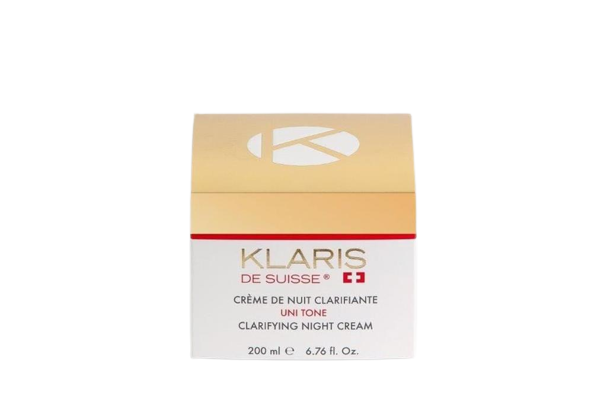 K
KLARIS
DE SUISSE®
CRÈME DE NUIT CLARIFIANTE
UNI TONE
CLARIFYING NIGHT CREAM
200 ml ℮ 6.76 fl. Oz.